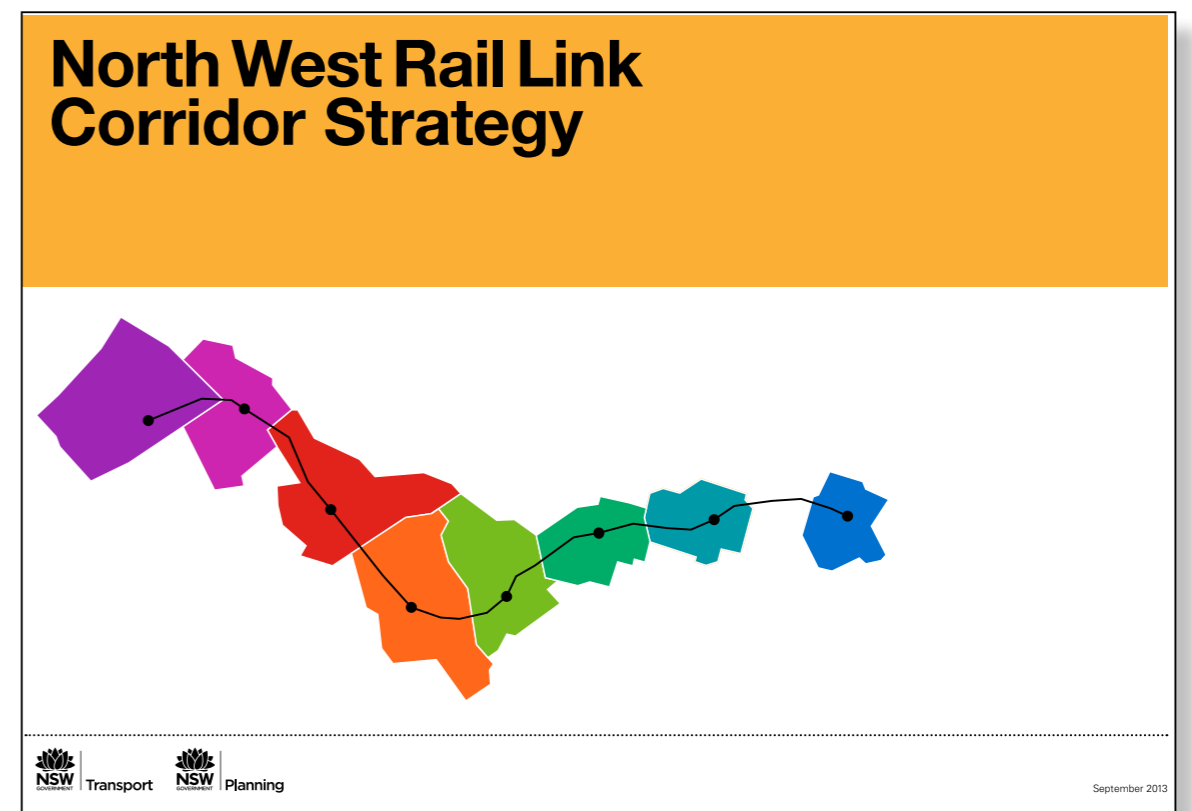 North West Rail Link
Corridor Strategy
NSW
GOVERNMENT
Transport
NSW
GOVERNMENT
Planning
September 2013